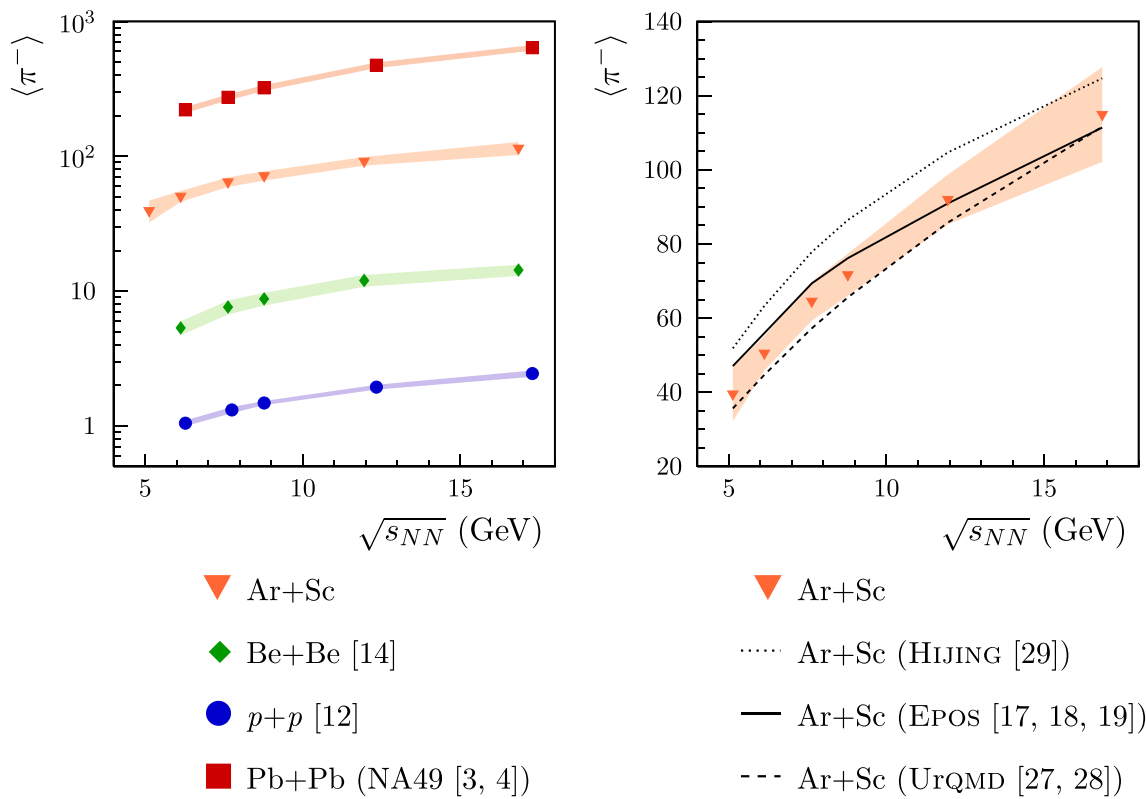 ⟨π⁻⟩
10³
10²
10
1
5 10 15
√sNN (GeV)
Ar+Sc
Be+Be [14]
p+p [12]
Pb+Pb (NA49 [3, 4])
⟨π⁻⟩
140
120
100
80
60
40
20
5 10 15
√sNN (GeV)
Ar+Sc
Ar+Sc (HIJING [29])
Ar+Sc (EPOS [17, 18, 19])
Ar+Sc (URQMD [27, 28])